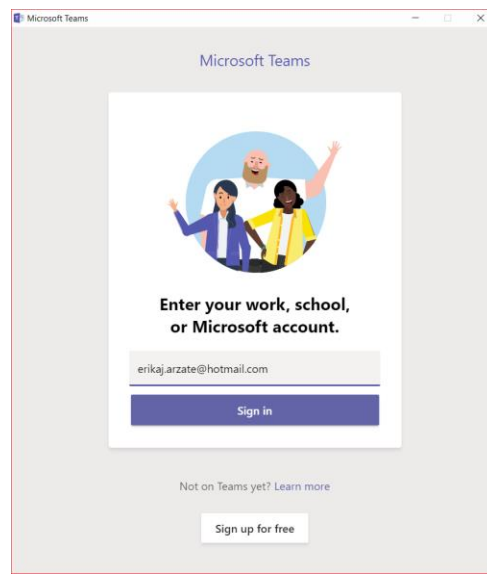 Microsoft Teams
Microsoft Teams
Enter your work, school,
or Microsoft account.
erikaj.arzate@hotmail.com
Sign in
Not on Teams yet? Learn more
Sign up for free